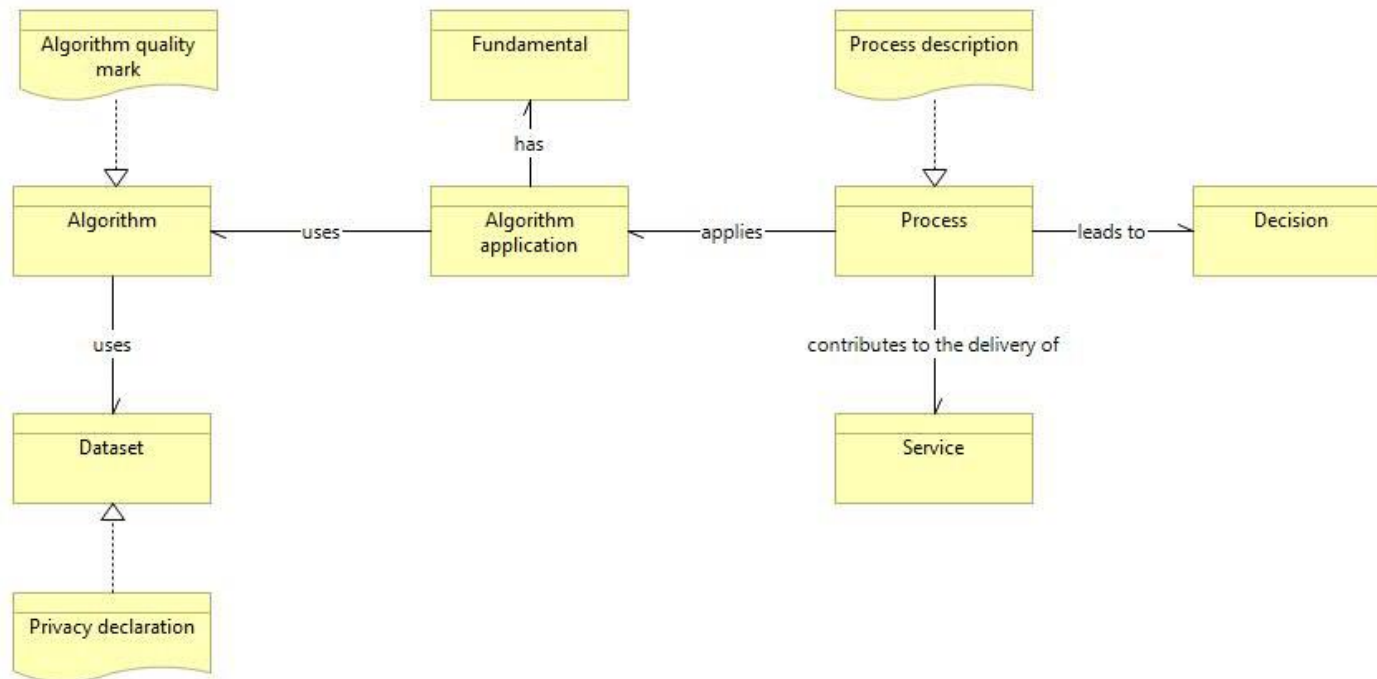 Algorithm quality
mark
Fundamental
Process description
has
Algorithm
uses
Algorithm
application
applies
Process
leads to
Decision
uses
contributes to the delivery of
Dataset
Service
Privacy declaration